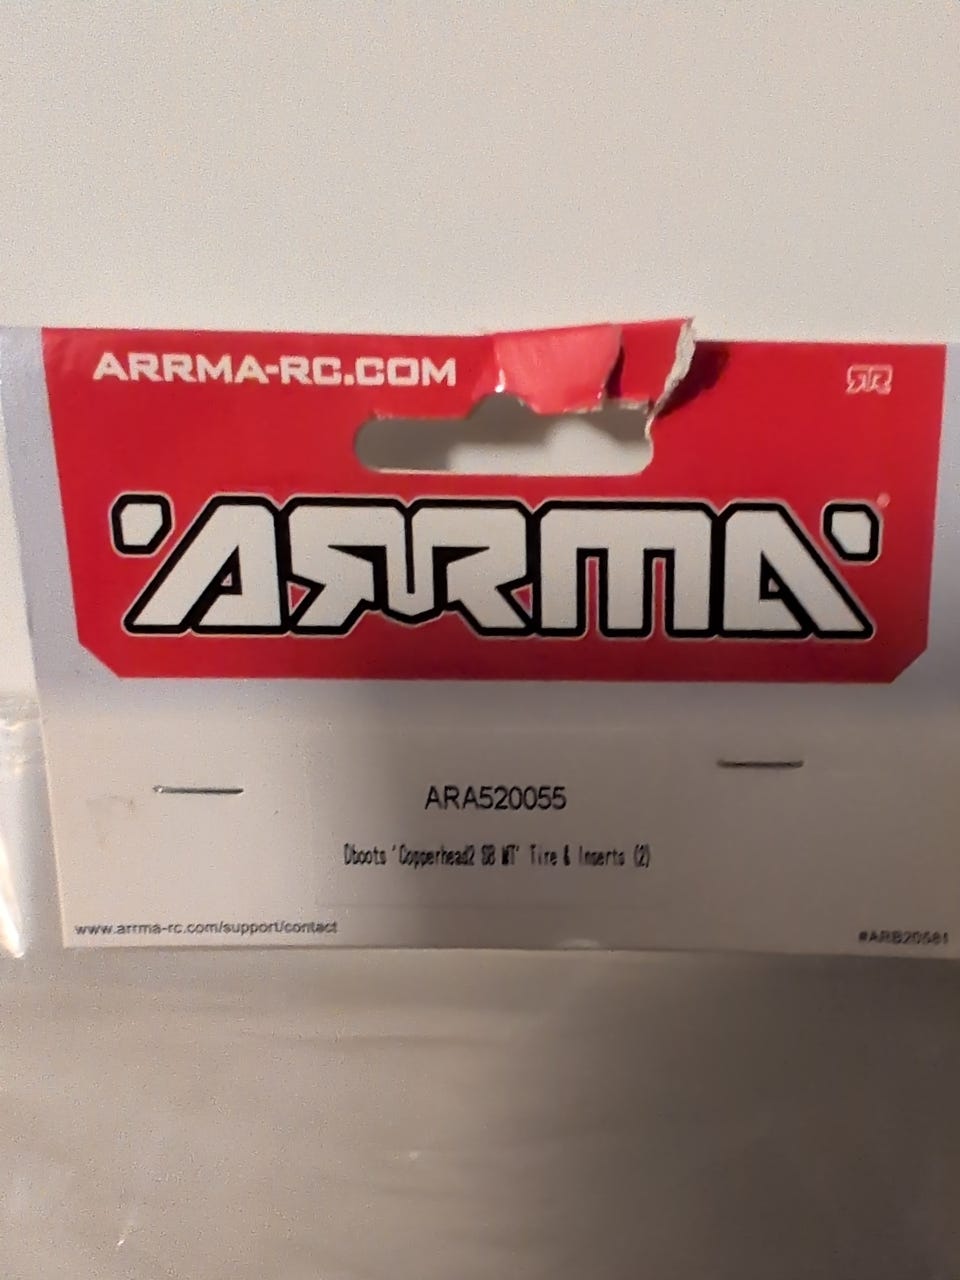 ARRMA-RC.COM
ARRMA
ARA520055
Dboots 'Copperhead2 SB MT' Tire & Inserts (2)
www.arrma-rc.com/support/contact
#ARB20581